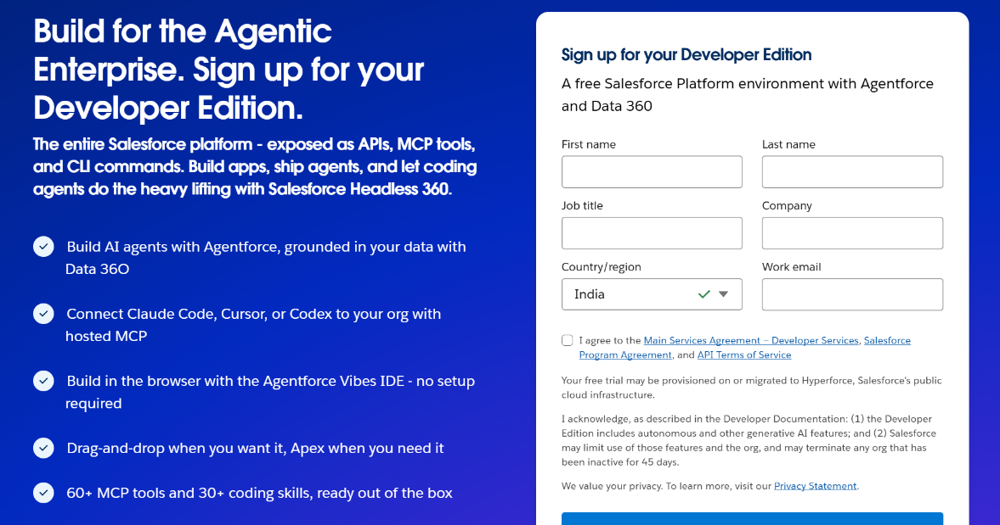 Build for the Agentic
Enterprise. Sign up for your
Developer Edition.
The entire Salesforce platform - exposed as APIs, MCP tools,
and CLI commands. Build apps, ship agents, and let coding
agents do the heavy lifting with Salesforce Headless 360.
Build AI agents with Agentforce, grounded in your data with
Data 36O
Connect Claude Code, Cursor, or Codex to your org with
hosted MCP
Build in the browser with the Agentforce Vibes IDE - no setup
required
Drag-and-drop when you want it, Apex when you need it
60+ MCP tools and 30+ coding skills, ready out of the box
Sign up for your Developer Edition
A free Salesforce Platform environment with Agentforce
and Data 360
First name
Last name
Job title
Company
Country/region
Work email
India
I agree to the Main Services Agreement – Developer Services, Salesforce
Program Agreement, and API Terms of Service
Your free trial may be provisioned on or migrated to Hyperforce, Salesforce's public
cloud infrastructure.
I acknowledge, as described in the Developer Documentation: (1) the Developer
Edition includes autonomous and other generative AI features; and (2) Salesforce
may limit use of those features and the org, and may terminate any org that has
been inactive for 45 days.
We value your privacy. To learn more, visit our Privacy Statement.